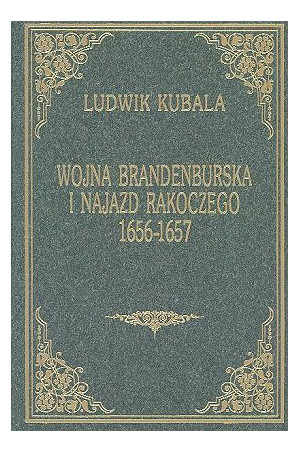 LUDWIK KUBALA
WOJNA BRANDENBURSKA
I NAJAZD RAKOCZEGO
1656-1657